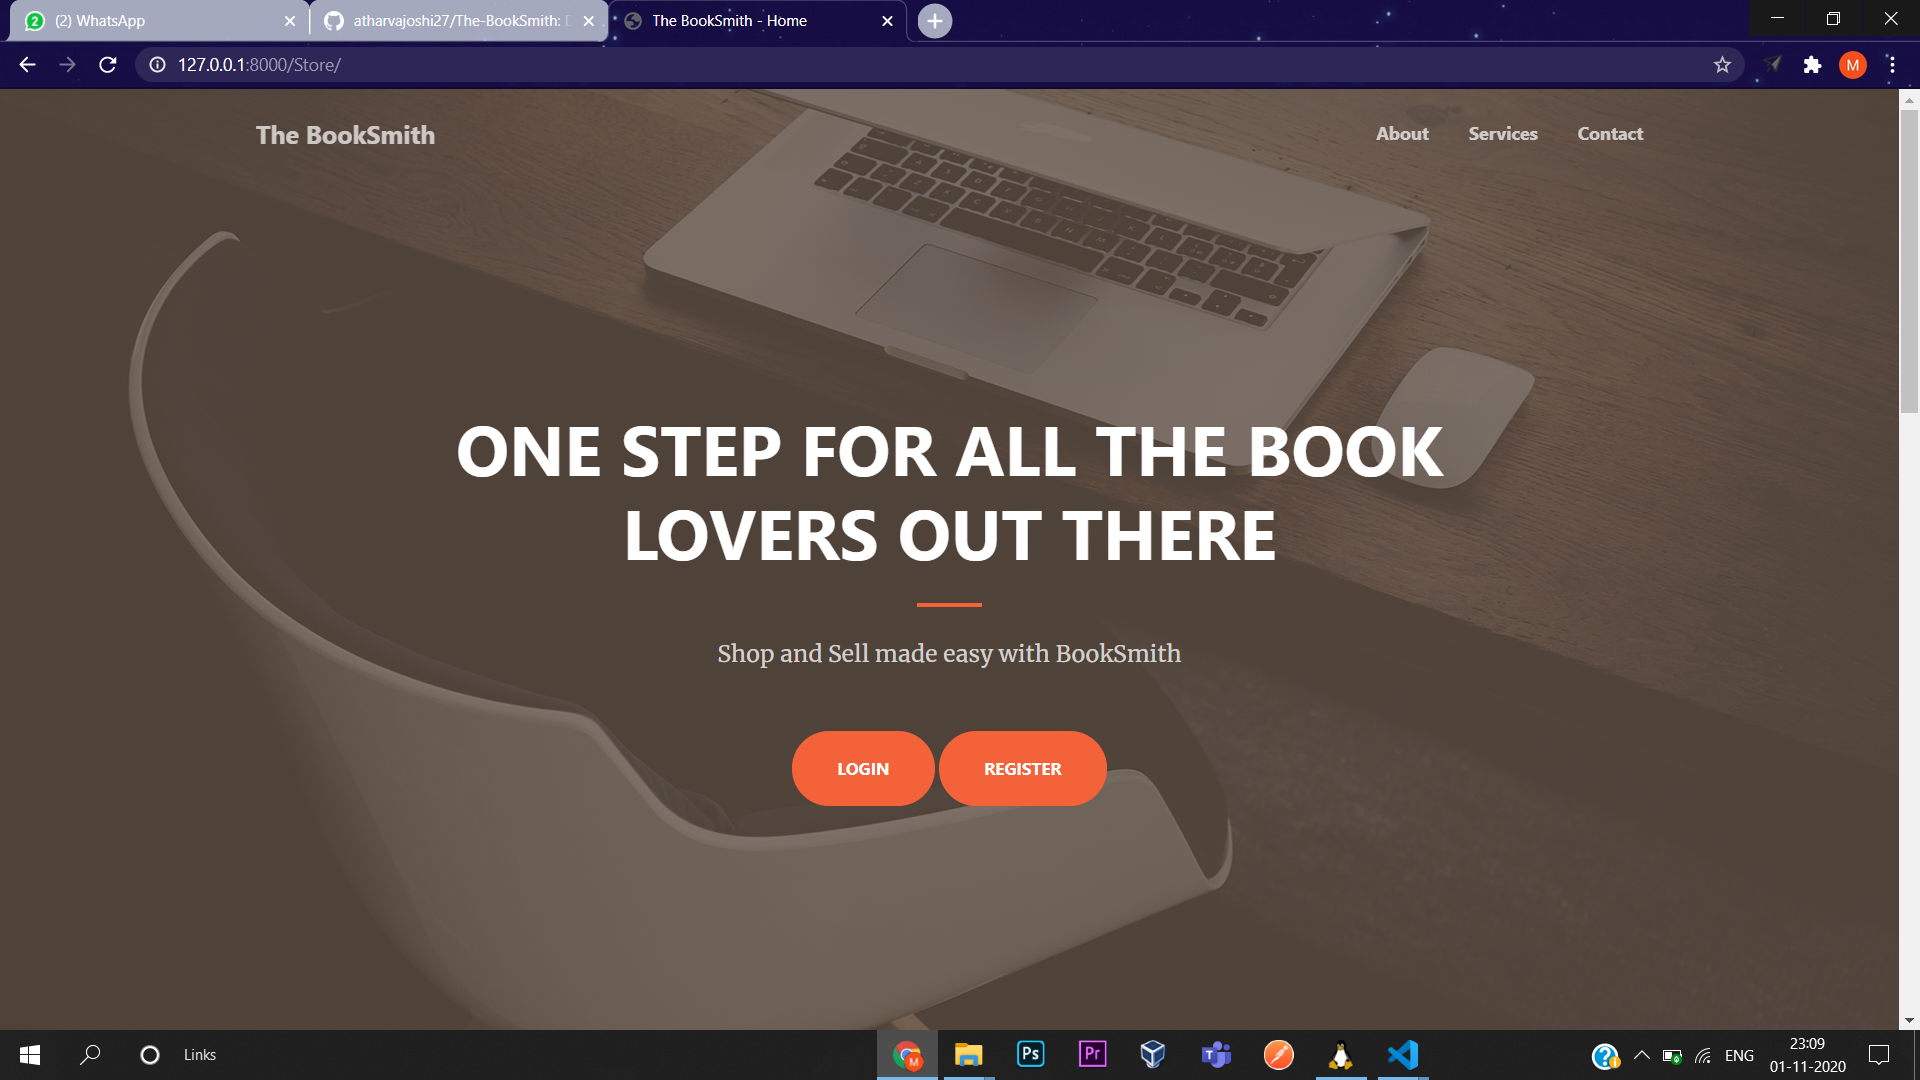 2
(2) WhatsApp
atharvajoshi27/The-BookSmith:
The BookSmith - Home
127.0.0.1:8000/Store/
M
The BookSmith
About
Services
Contact
ONE STEP FOR ALL THE BOOK
LOVERS OUT THERE
Shop and Sell made easy with BookSmith
LOGIN
REGISTER
Links
M
Ps
Pr
T
ENG
23:09
01-11-2020